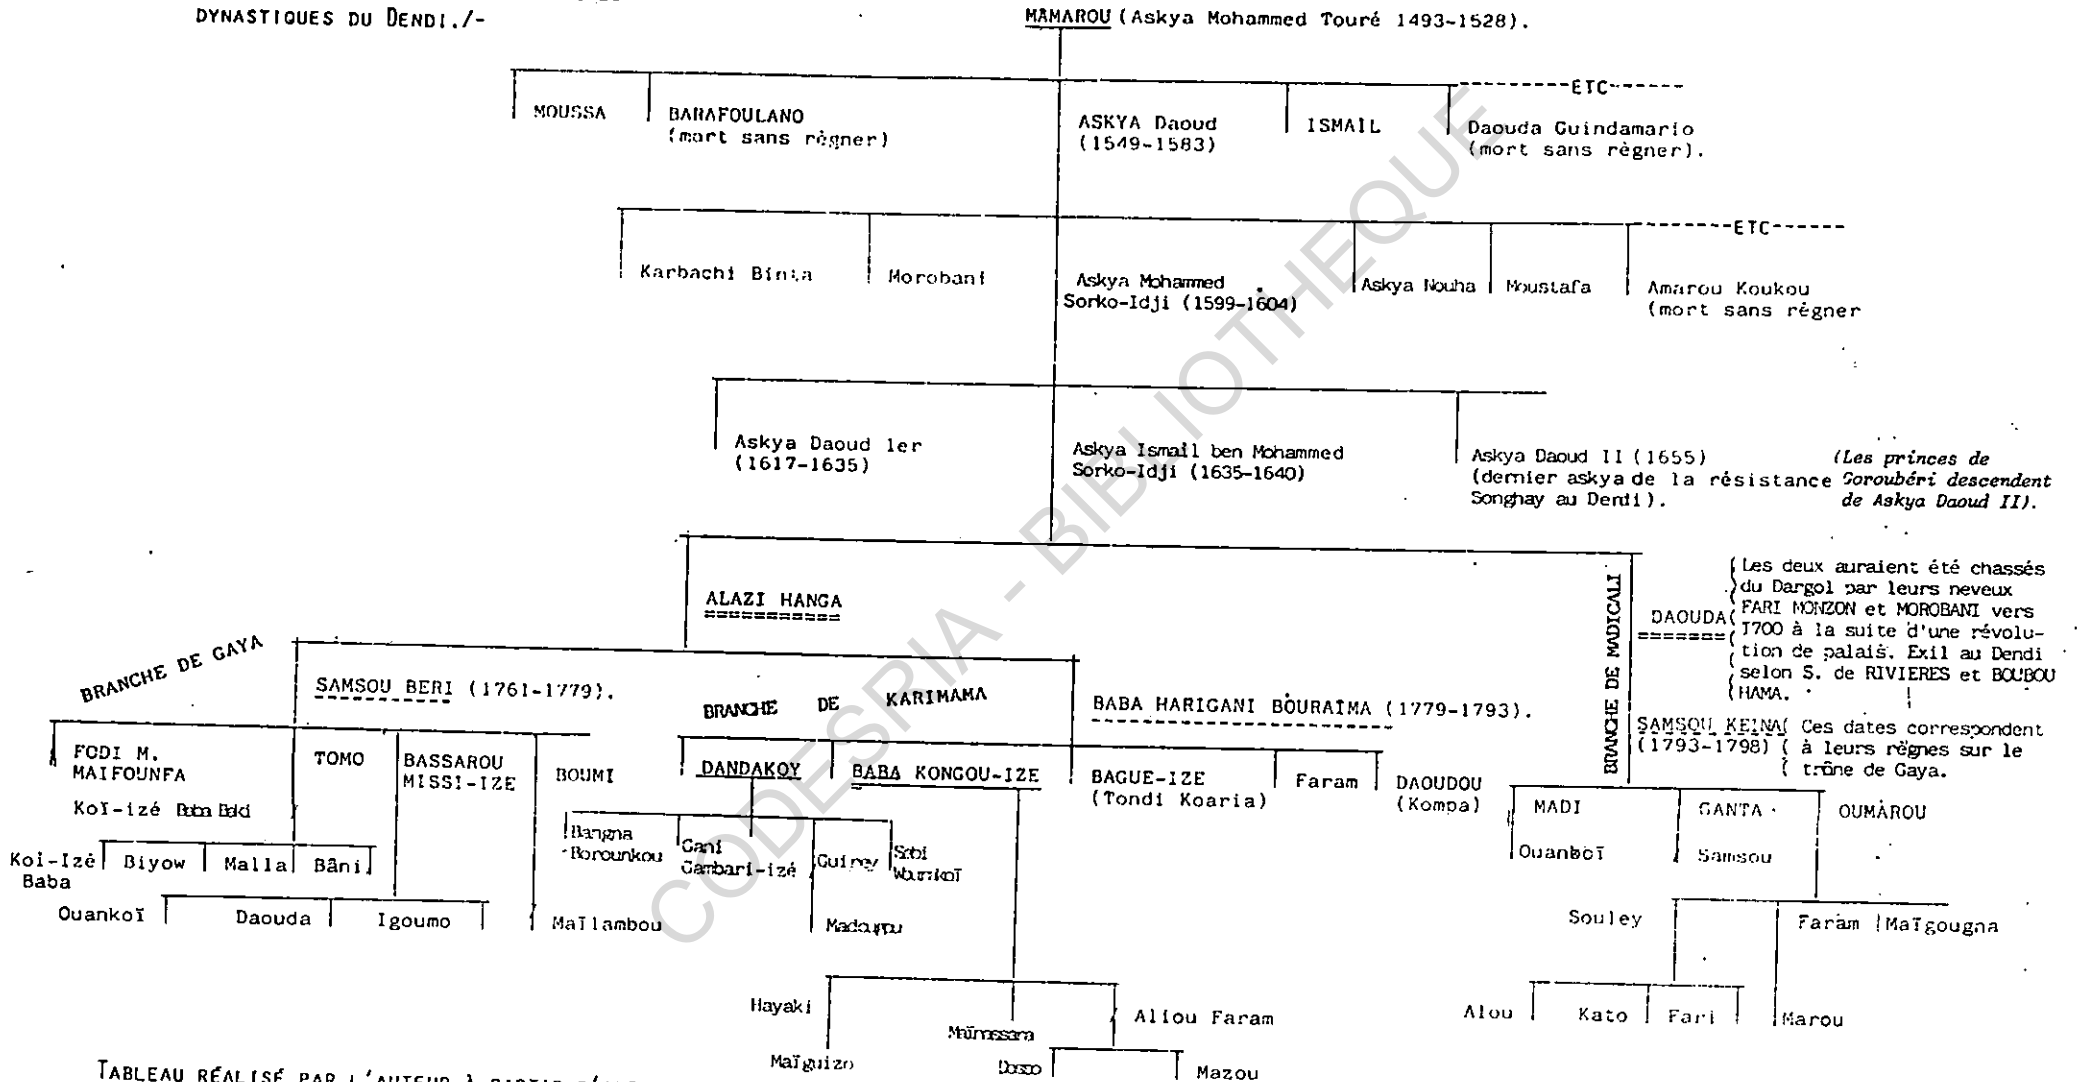 DYNASTIQUES DU DENDI./-
MAMAROU (Askya Mohammed Touré 1493-1528).
------ETC------
MOUSSA
BARAFOULANO
(mort sans règner)
ASKYA Daoud
(1549-1583)
ISMAIL
Daouda Guindamario
(mort sans règner).
------ETC------
Karbachi Binta
Morobani
Askya Mohammed
Sorko-Idji (1599-1604)
Askya Nouha
Moustafa
Amarou Koukou
(mort sans régner
Askya Daoud 1er
(1617-1635)
Askya Ismail ben Mohammed
Sorko-Idji (1635-1640)
Askya Daoud II (1655)
(dernier askya de la résistance
Songhay au Dendi).
(Les princes de
Goroubéri descendent
de Askya Daoud II).
ALAZI HANGA
BRANCHE DE MADICALI
DAOUDA
(Les deux auraient été chassés
du Dargol par leurs neveux
FARI MONZON et MOROBANI vers
1700 à la suite d'une révolu-
tion de palais. Exil au Dendi
selon S. de RIVIERES et BOUBOU
HAMA.
BRANCHE DE GAYA
SAMSOU BERI (1761-1779).
BRANCHE DE KARIMAMA
BABA HARIGANI BOURAÏMA (1779-1793).
SAMSOU KEINA
(1793-1798)
( Ces dates correspondent
( à leurs règnes sur le
( trône de Gaya.
FODI M.
MAIFOUNFA
Koï-izé Baba Baki
TOMO
BASSAROU
MISSI-IZE
BOUMI
DANDAKOY
BABA KONGOU-IZE
BAGUE-IZE
(Tondi Koaria)
Faram
DAOUDOU
(Kompa)
MADI
Ouankoï
GANTA
Samsou
OUMAROU
Koi-Izé
Baba
Biyow
Malla
Bâni
Bangna
Borounkou
Gani
Gambari-izé
Guirey
Sobi
Ouankoï
Daouda
Igoumo
Maïlambou
Souley
Faram
Maïgougna
Hayaki
Maïguizo
Aliou Faram
Mazou
Alou
Kato
Fari
Marou
TABLEAU RÉALISÉ PAR L'AUTEUR À PARTIR
CODESRIA - BIBLIOTHEQUE